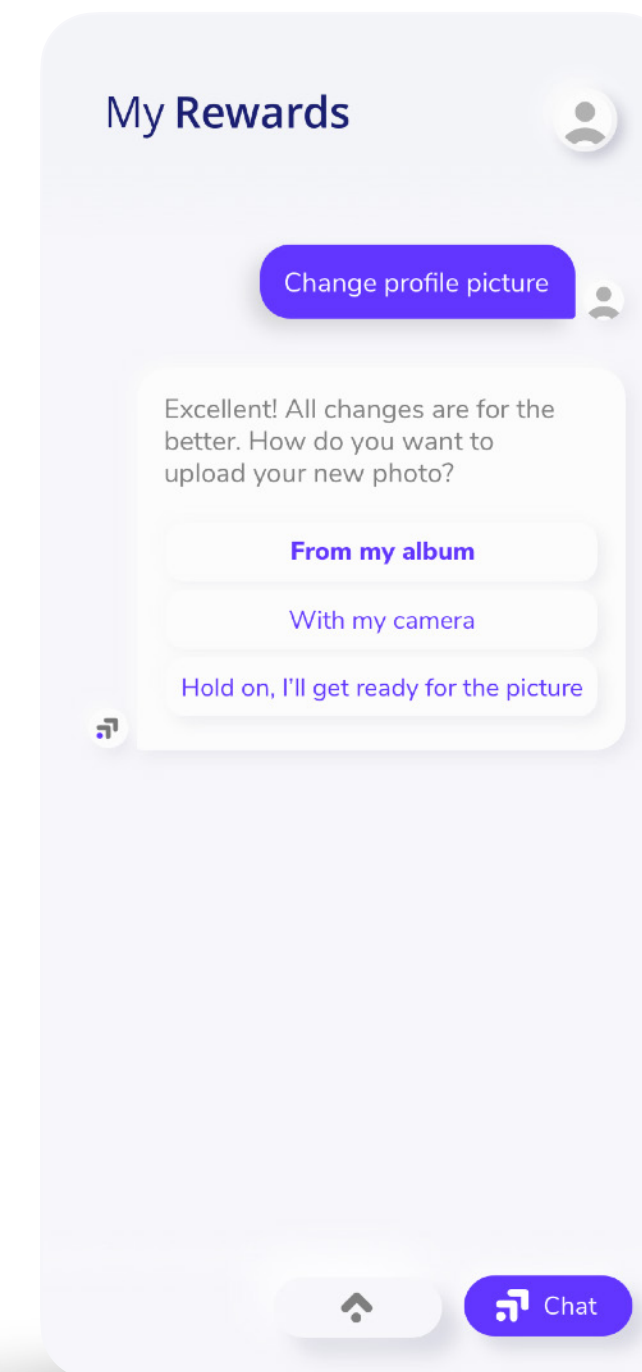 My Rewards
Change profile picture
Excellent! All changes are for the
better. How do you want to
upload your new photo?
From my album
With my camera
Hold on, I’ll get ready for the picture
Chat